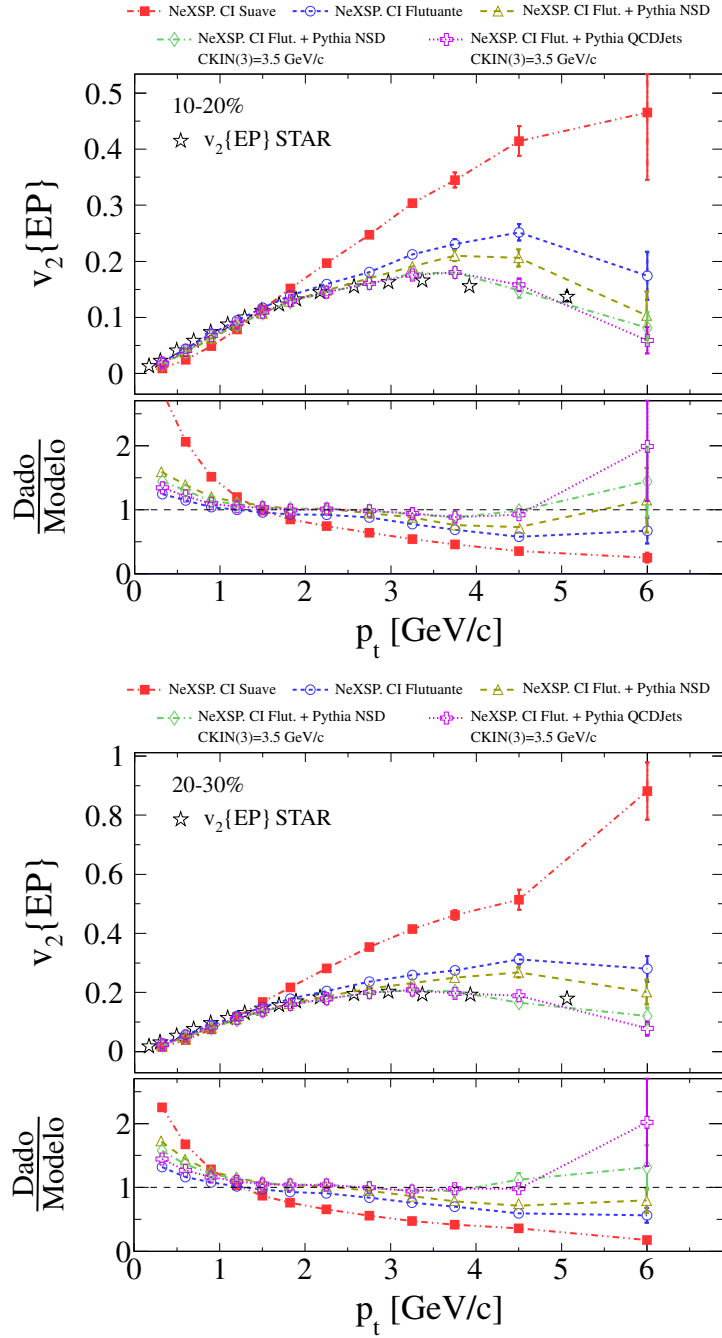 NeXSP. CI Suave NeXSP. CI Flutuante NeXSP. CI Flut. + Pythia NSD
NeXSP. CI Flut. + Pythia NSD NeXSP. CI Flut. + Pythia QCDJets
CKIN(3)=3.5 GeV/c CKIN(3)=3.5 GeV/c
0.5
0.4
0.3
0.2
0.1
0
v2{EP}
10-20%
v2{EP} STAR
2
1
0
Dado
Modelo
0 1 2 3 4 5 6
pt [GeV/c]
NeXSP. CI Suave NeXSP. CI Flutuante NeXSP. CI Flut. + Pythia NSD
NeXSP. CI Flut. + Pythia NSD NeXSP. CI Flut. + Pythia QCDJets
CKIN(3)=3.5 GeV/c CKIN(3)=3.5 GeV/c
1
0.8
0.6
0.4
0.2
0
v2{EP}
20-30%
v2{EP} STAR
2
1
0
Dado
Modelo
0 1 2 3 4 5 6
pt [GeV/c]